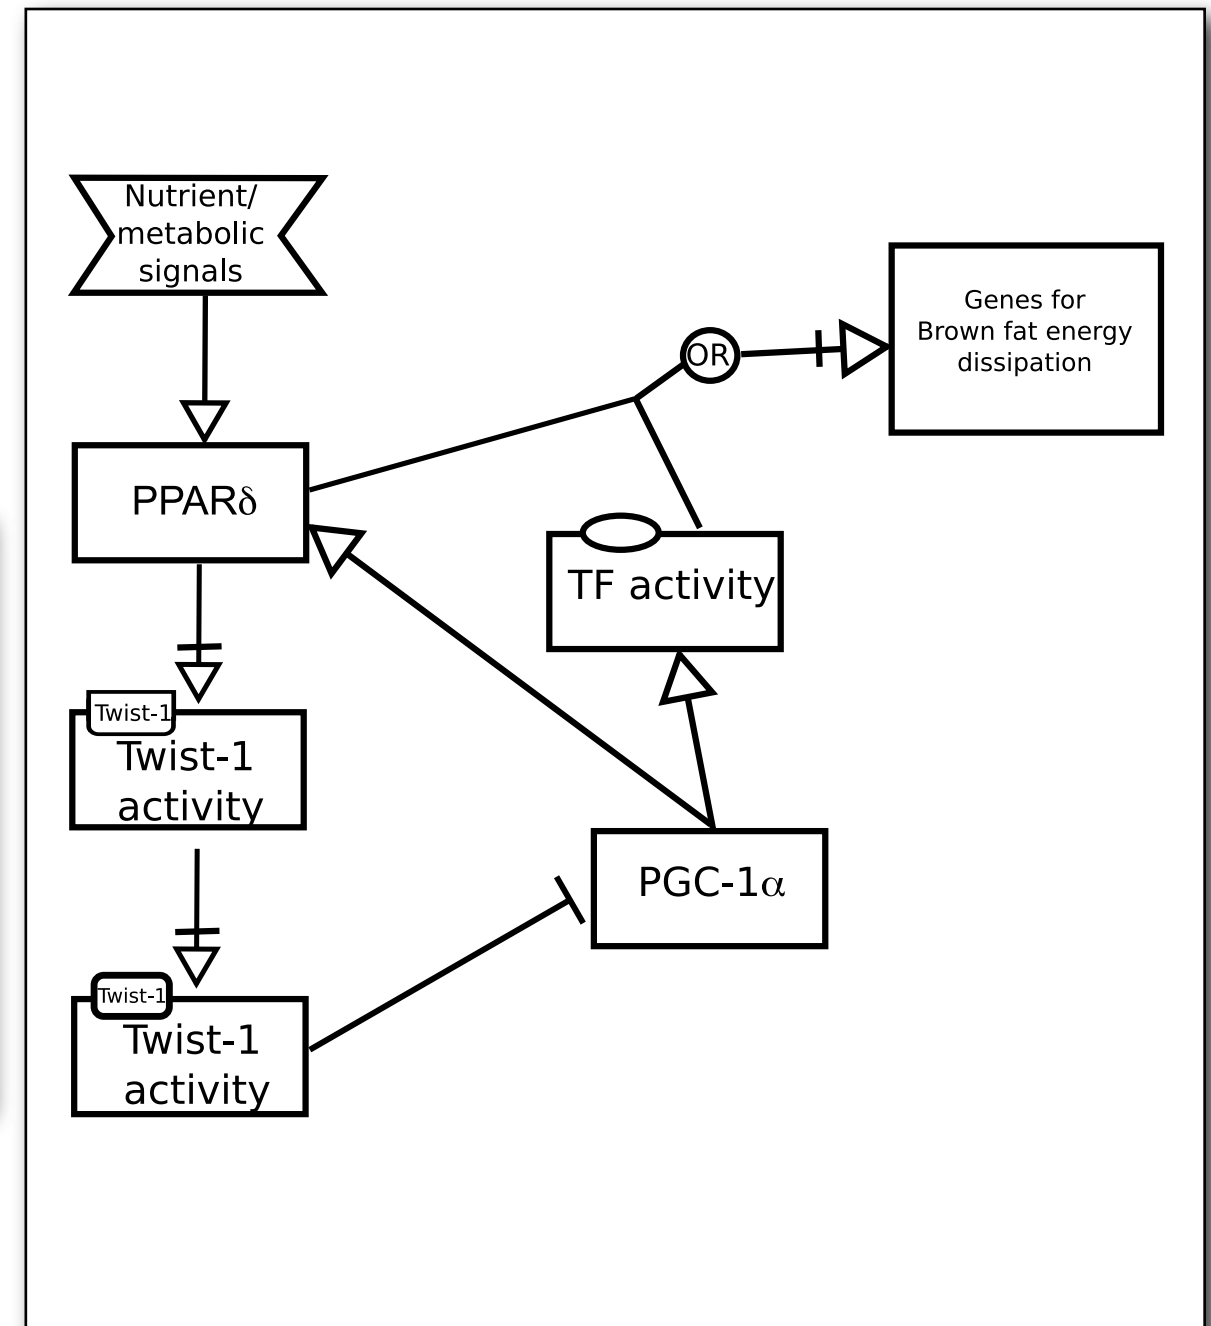 Nutrient/
metabolic
signals
Genes for
Brown fat energy
dissipation
OR
PPARδ
TF activity
Twist-1
Twist-1
activity
PGC-1α
Twist-1
Twist-1
activity